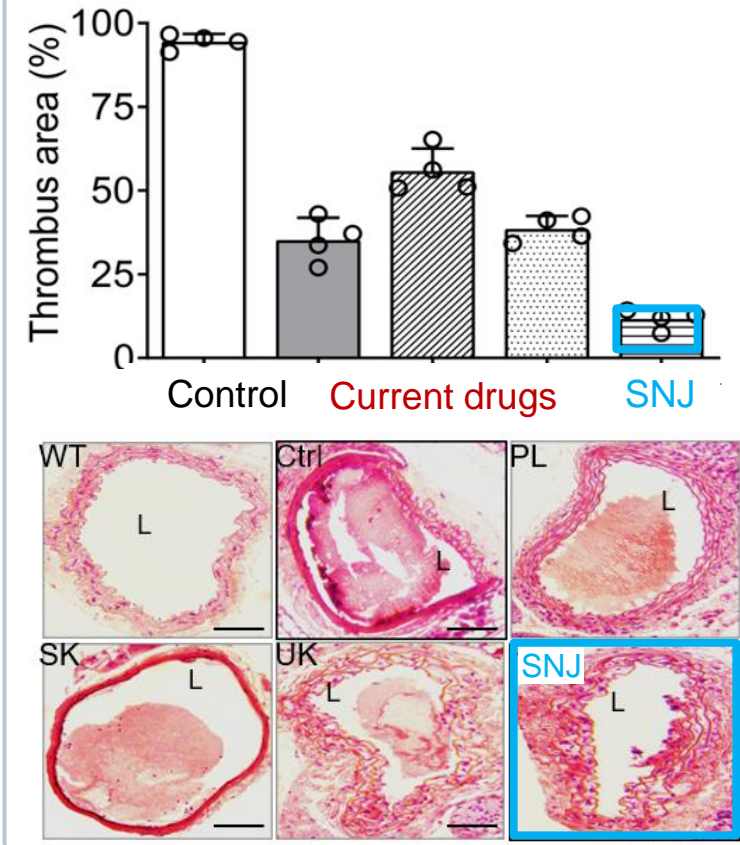 Thrombus area (%)
100
75
50
25
0
Control Current drugs SNJ
WT Ctrl PL
L L L
SK UK SNJ
L L L